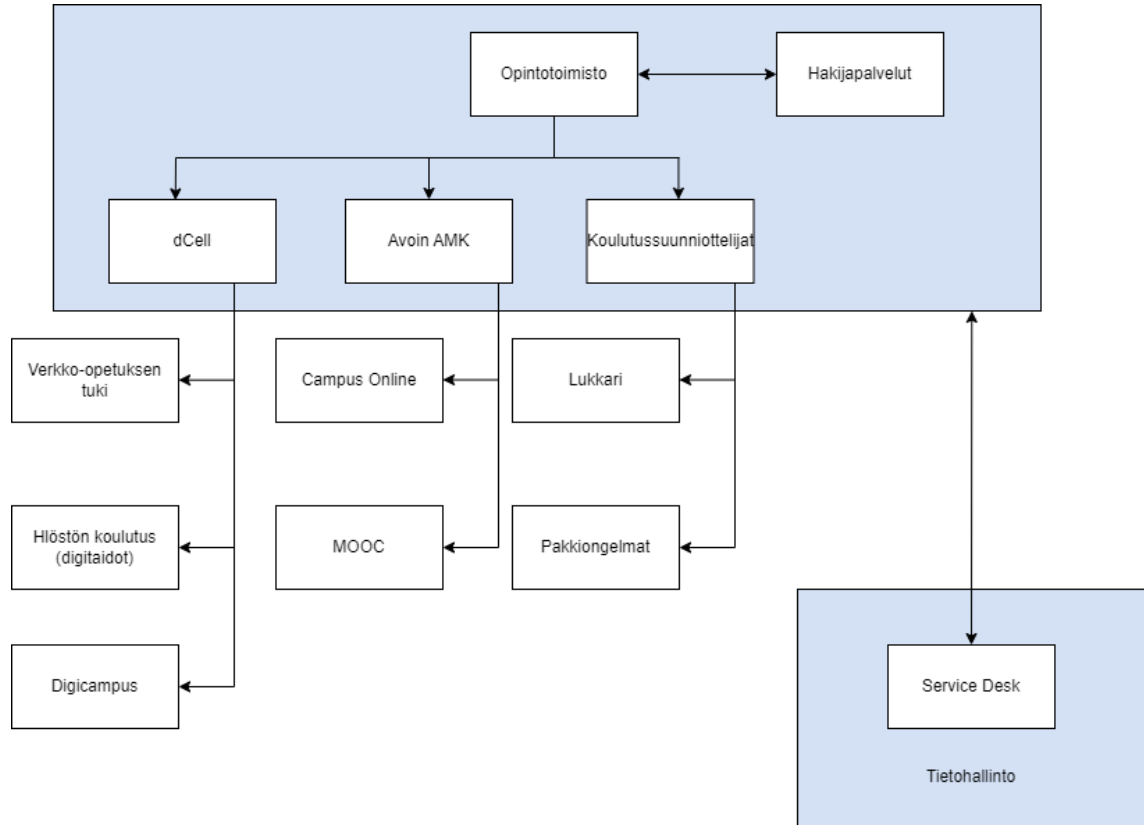 Opintotoimisto
Hakijapalvelut
dCell
Avoin AMK
Koulutussuunniottelijat
Verkko-opetuksen
tuki
Campus Online
Lukkari
Hlöstön koulutus
(digitaidot)
MOOC
Pakkiongelmat
Digicampus
Service Desk
Tietohallinto